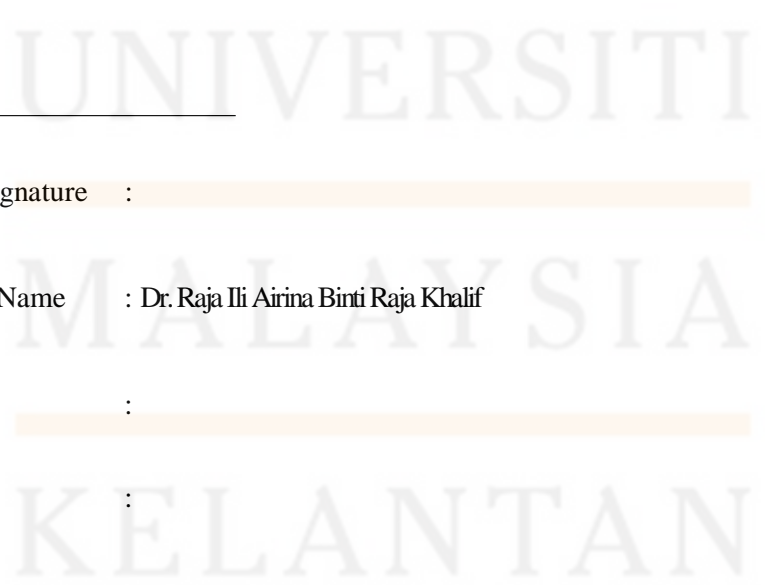 UNIVERSITI
gnature :
Name : Dr. Raja Ili Airina Binti Raja Khalif
MALAYSIA
:
:
KELANTAN